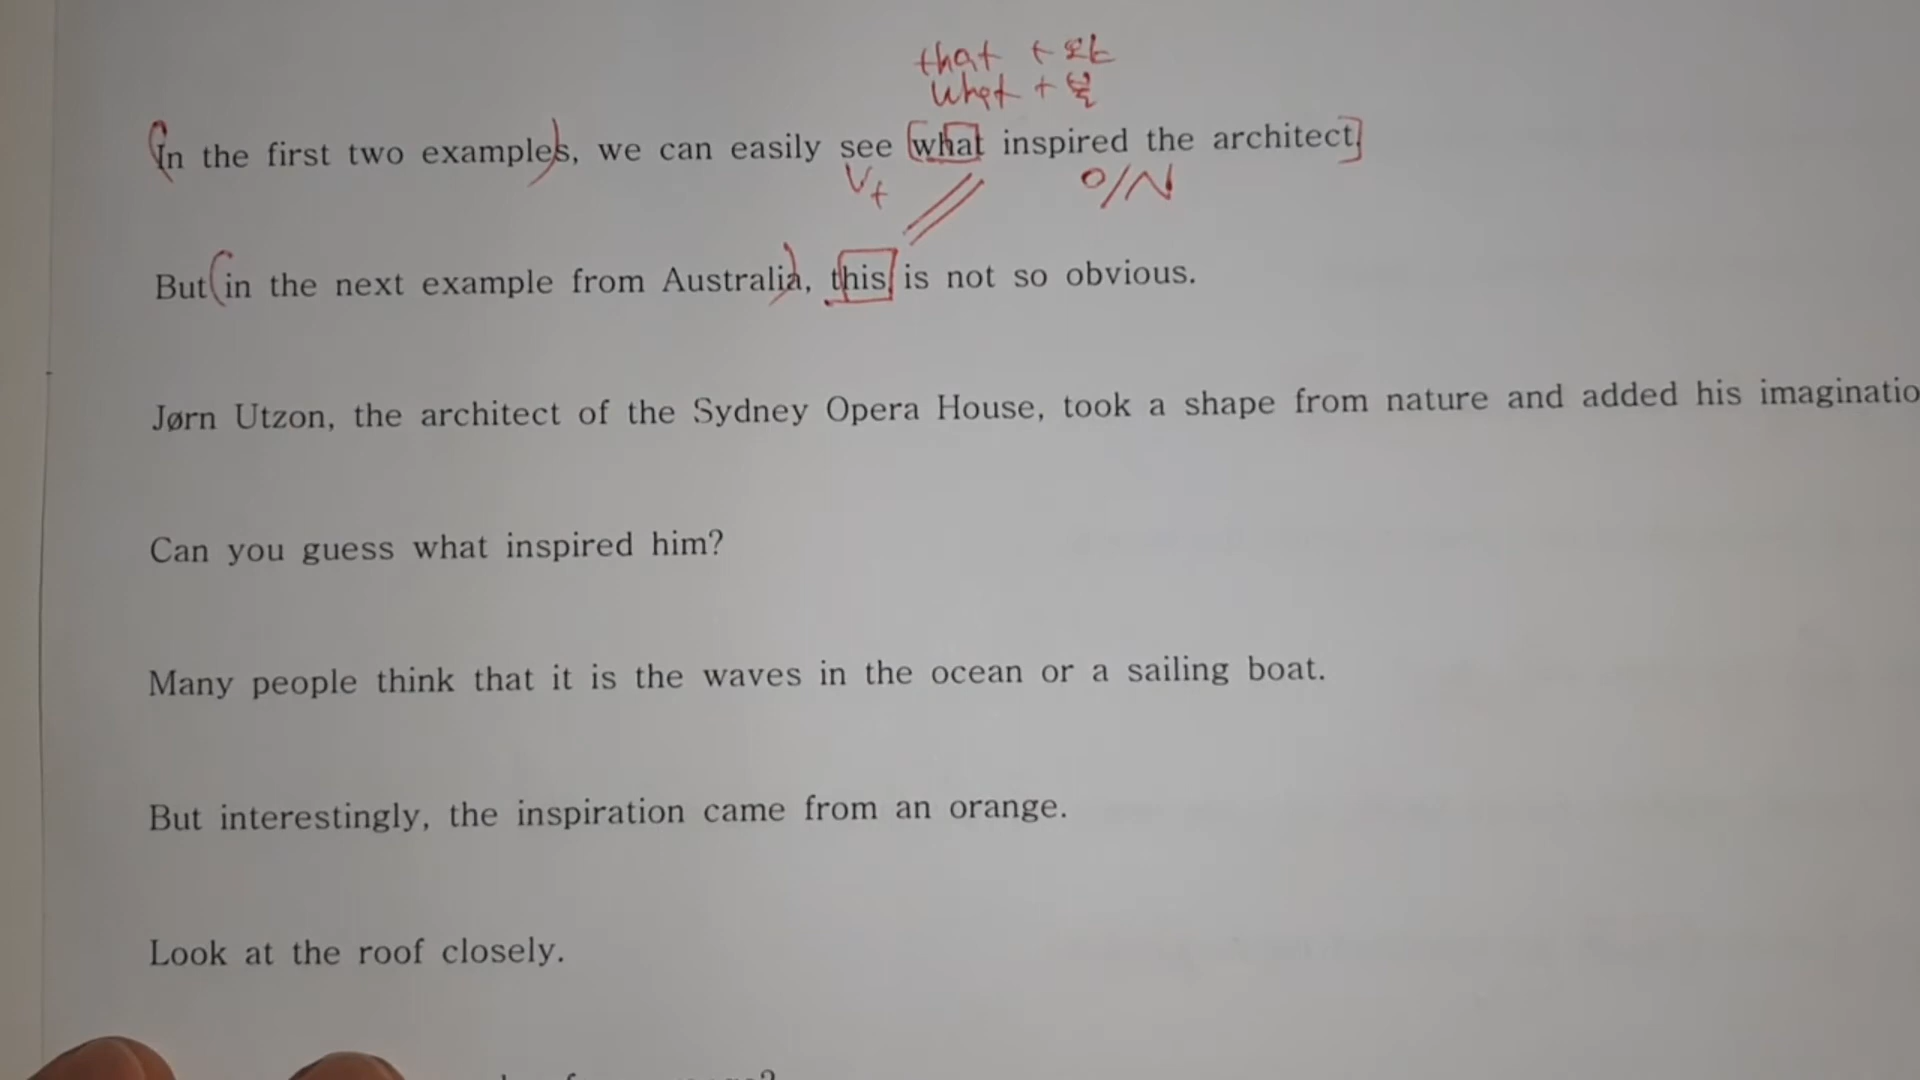 that + 완
what + 불
In the first two examples, we can easily see what inspired the architect.
Vt O/N
But in the next example from Australia, this is not so obvious.
Jørn Utzon, the architect of the Sydney Opera House, took a shape from nature and added his imaginatio
Can you guess what inspired him?
Many people think that it is the waves in the ocean or a sailing boat.
But interestingly, the inspiration came from an orange.
Look at the roof closely.